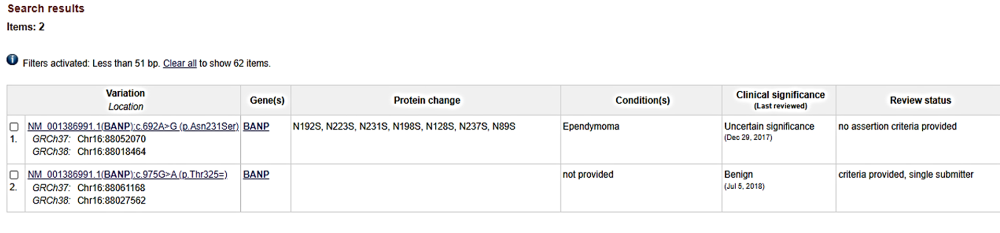 Search results
Items: 2
i Filters activated: Less than 51 bp. Clear all to show 62 items.
Variation Location Gene(s) Protein change Condition(s) Clinical significance (Last reviewed) Review status
1. NM_001386991.1(BANP):c.692A>G (p.Asn231Ser) BANP N192S, N223S, N231S, N198S, N128S, N237S, N89S Ependymoma Uncertain significance no assertion criteria provided
GRCh37: Chr16:88052070 (Dec 29, 2017)
GRCh38: Chr16:88018464
2. NM_001386991.1(BANP):c.975G>A (p.Thr325=) BANP not provided Benign criteria provided, single submitter
GRCh37: Chr16:88061168 (Jul 5, 2018)
GRCh38: Chr16:88027562